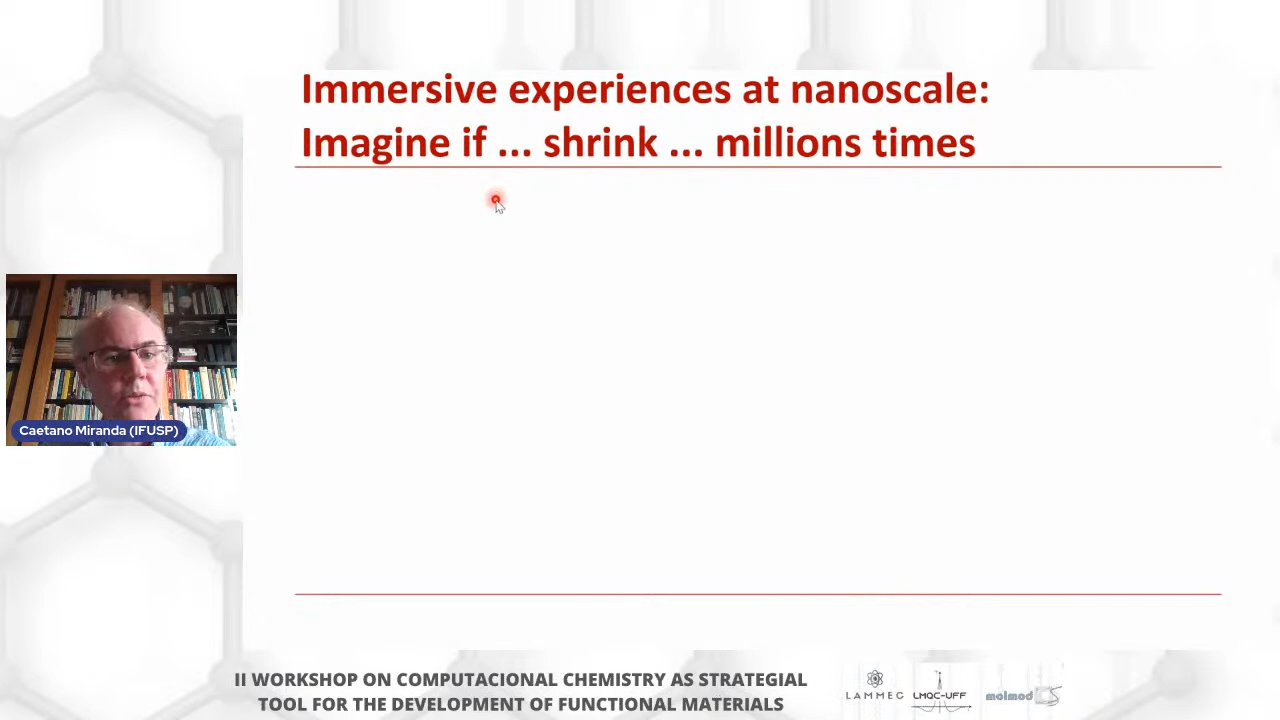 Immersive experiences at nanoscale:
Imagine if ... shrink ... millions times
Caetano Miranda (IFUSP)
II WORKSHOP ON COMPUTACIONAL CHEMISTRY AS STRATEGIAL
TOOL FOR THE DEVELOPMENT OF FUNCTIONAL MATERIALS
LAMMEC
LMQC-UFF
molmod CS